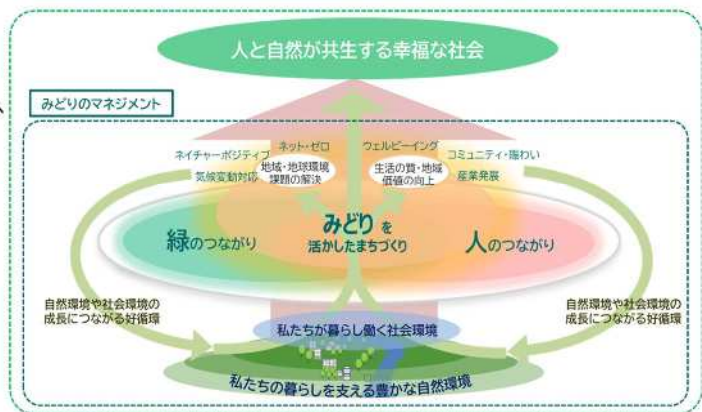 人と自然が共生する幸福な社会
みどりのマネジメント
ネット・ゼロ
ウェルビーイング
ネイチャーポジティブ
コミュニティ・賑わい
気候変動対応
地域・地球環境
課題の解決
生活の質・地域
価値の向上
産業発展
緑のつながり
みどりを
活かしたまちづくり
人のつながり
自然環境や社会環境の
成長につながる好循環
自然環境や社会環境の
成長につながる好循環
私たちが暮らし働く社会環境
私たちの暮らしを支える豊かな自然環境